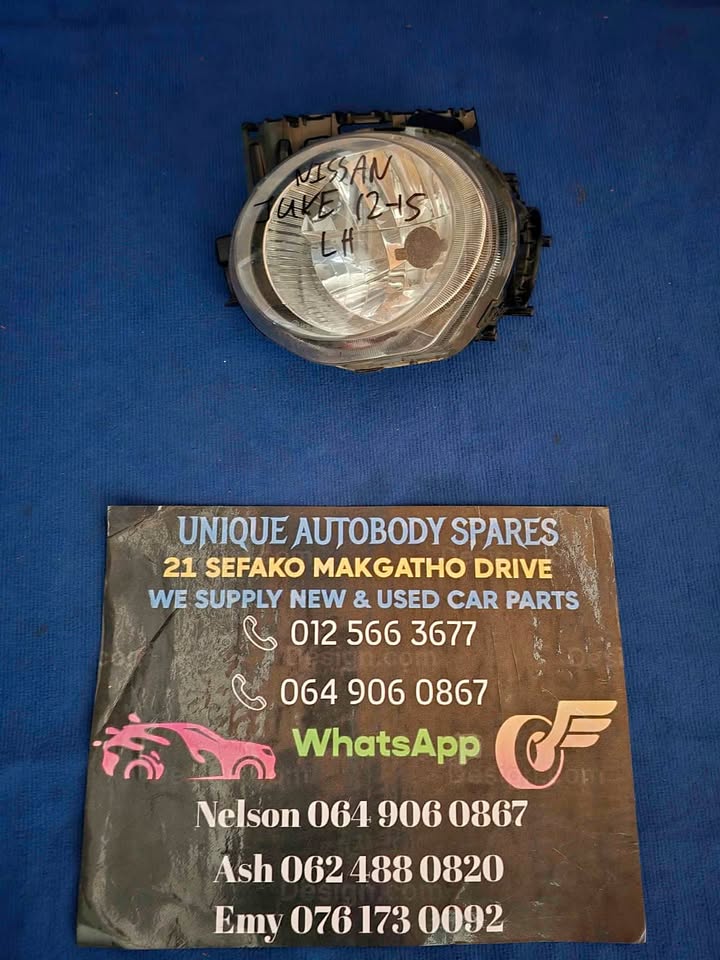 NISSAN
JUKE 12-15
LH
UNIQUE AUTOBODY SPARES
21 SEFAKO MAKGATHO DRIVE
WE SUPPLY NEW & USED CAR PARTS
012 566 3677
064 906 0867
WhatsApp
Nelson 064 906 0867
Ash 062 488 0820
Emy 076 173 0092